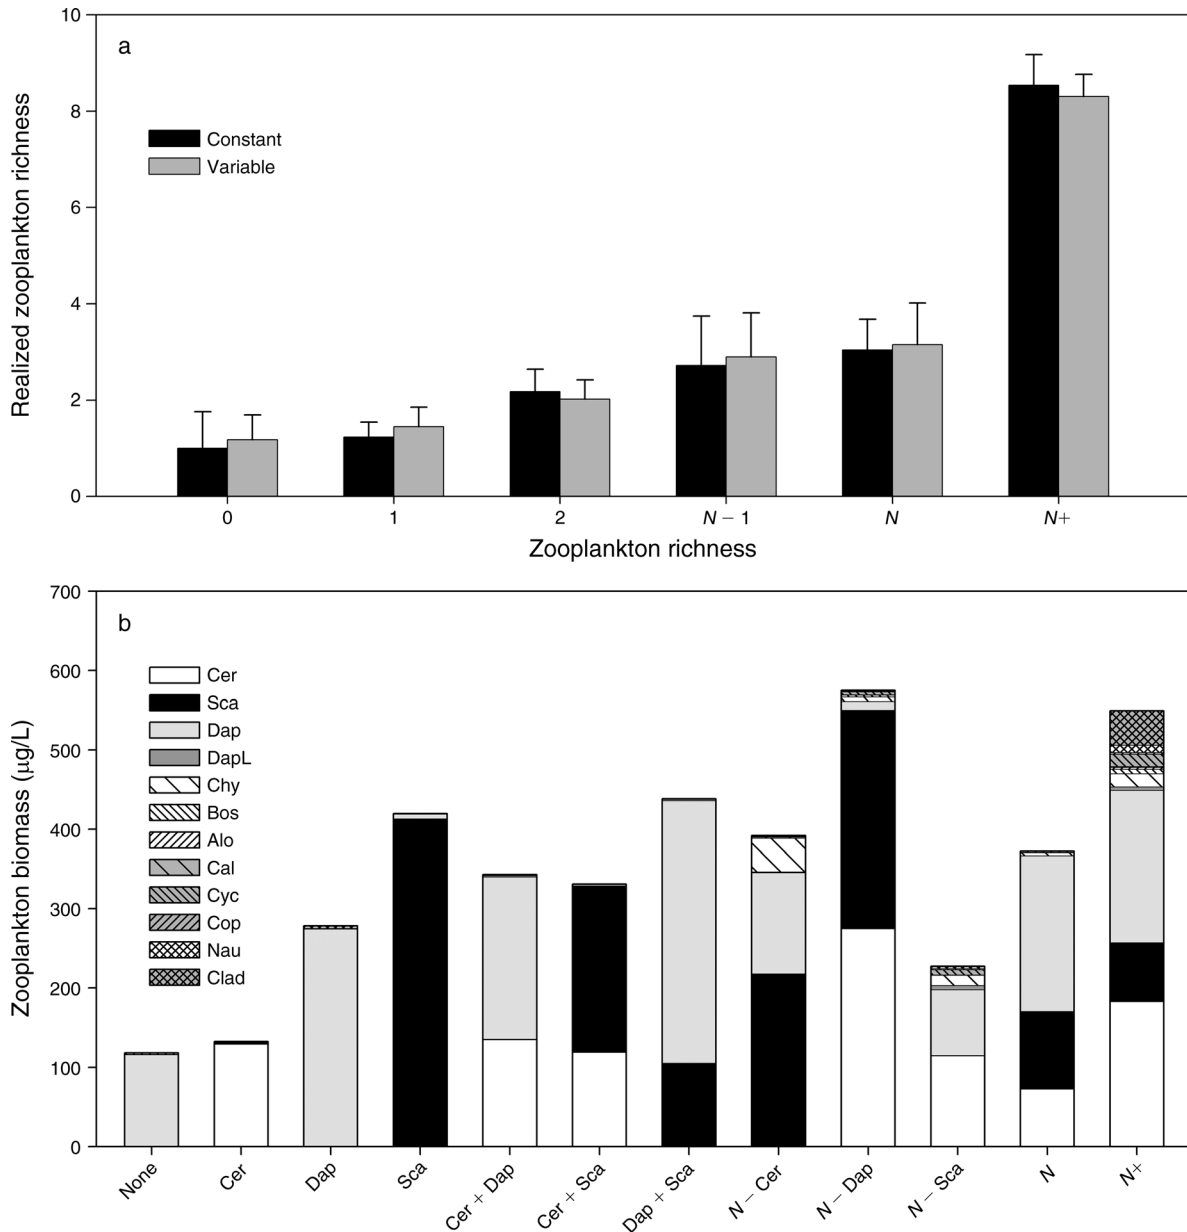 a
10
8
6
4
2
0
Realized zooplankton richness
Constant
Variable
0 1 2 N − 1 N N+
Zooplankton richness
b
700
600
500
400
300
200
100
0
Zooplankton biomass (μg/L)
Cer
Sca
Dap
DapL
Chy
Bos
Alo
Cal
Cyc
Cop
Nau
Clad
None Cer Dap Sca Cer + Dap Cer + Sca Dap + Sca N − Cer N − Dap N − Sca N N+